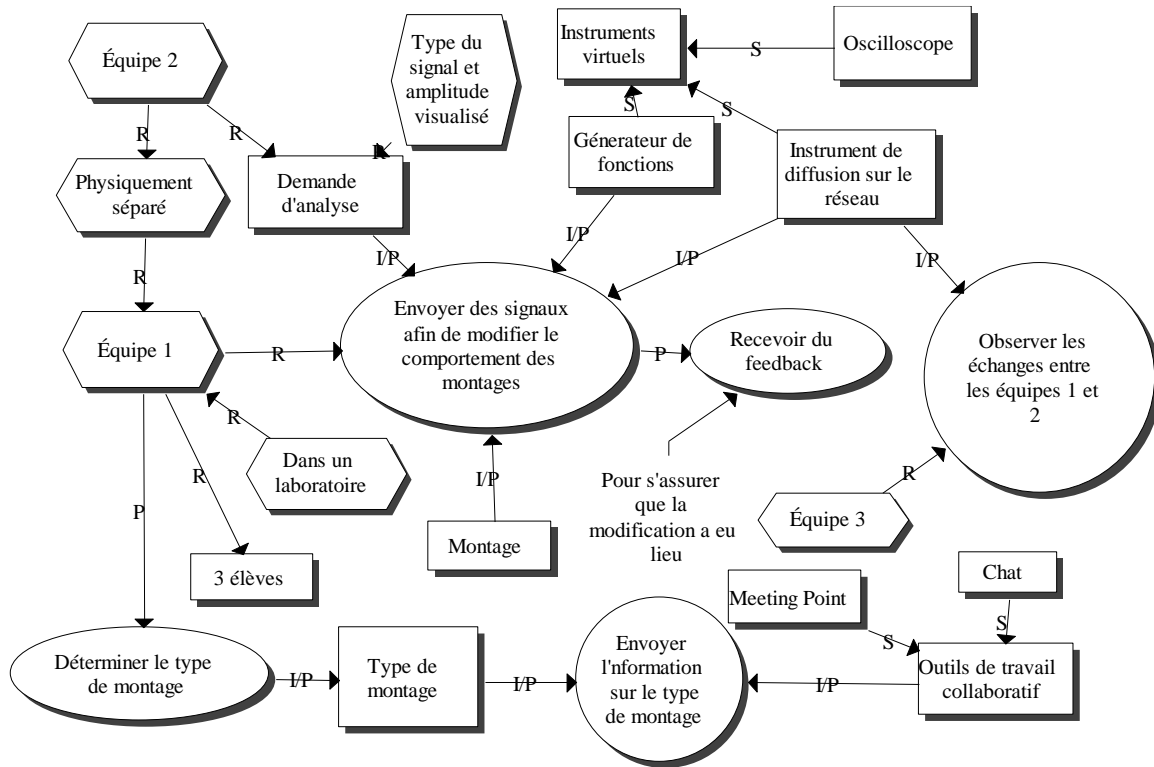 Équipe 2
Type du
signal et
amplitude
visualisé
Instruments
virtuels
S
Oscilloscope
R
R
R
S
S
Génerateur de
fonctions
Instrument de
diffusion sur le
réseau
Physiquement
séparé
Demande
d'analyse
I/P
I/P
I/P
I/P
R
Équipe 1
R
Envoyer des signaux
afin de modifier le
comportement des
montages
P
Recevoir du
feedback
Observer les
échanges entre
les équipes 1 et
2
R
R
Dans un
laboratoire
I/P
Pour s'assurer
que la
modification a eu
lieu
R
Équipe 3
P
Montage
3 élèves
Meeting Point
Chat
S
S
Déterminer le type
de montage
I/P
Type de
montage
I/P
Envoyer
l'nformation
sur le type
de montage
I/P
Outils de travail
collaboratif